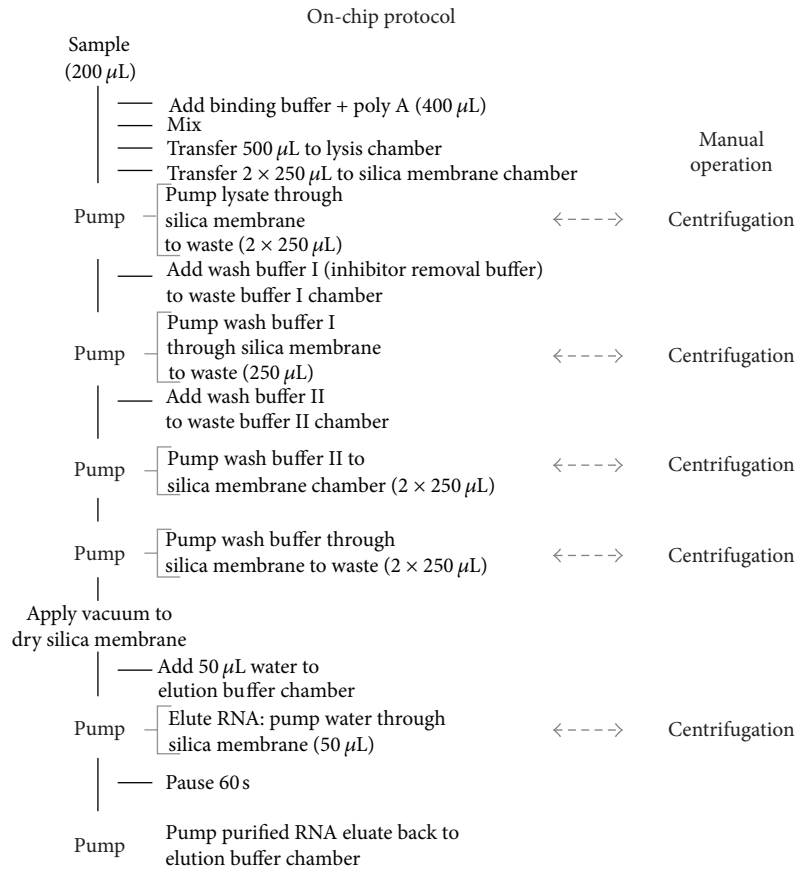 On-chip protocol
Sample
(200 μL)
Add binding buffer + poly A (400 μL)
Mix
Transfer 500 μL to lysis chamber
Transfer 2 × 250 μL to silica membrane chamber
Manual
operation
Pump
Pump lysate through
silica membrane
to waste (2 × 250 μL)
Centrifugation
Add wash buffer I (inhibitor removal buffer)
to waste buffer I chamber
Pump
Pump wash buffer I
through silica membrane
to waste (250 μL)
Centrifugation
Add wash buffer II
to waste buffer II chamber
Pump
Pump wash buffer II to
silica membrane chamber (2 × 250 μL)
Centrifugation
Pump
Pump wash buffer through
silica membrane to waste (2 × 250 μL)
Centrifugation
Apply vacuum to
dry silica membrane
Add 50 μL water to
elution buffer chamber
Pump
Elute RNA: pump water through
silica membrane (50 μL)
Centrifugation
Pause 60 s
Pump
Pump purified RNA eluate back to
elution buffer chamber